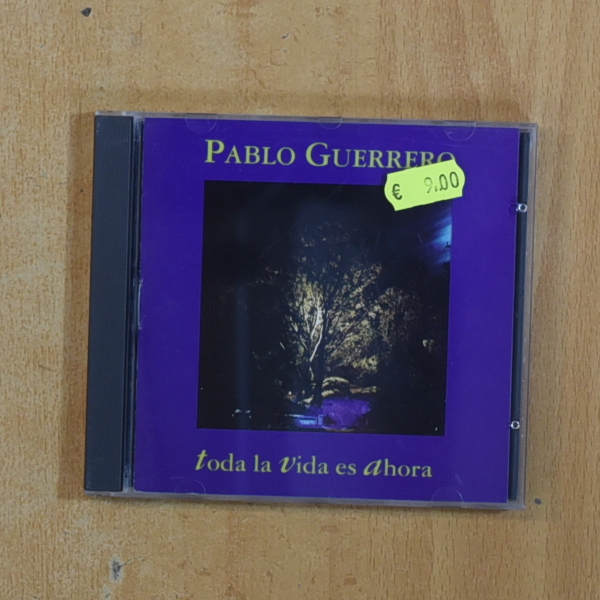 PABLO GUERRERO
€ 9.00
toda la vida es ahora